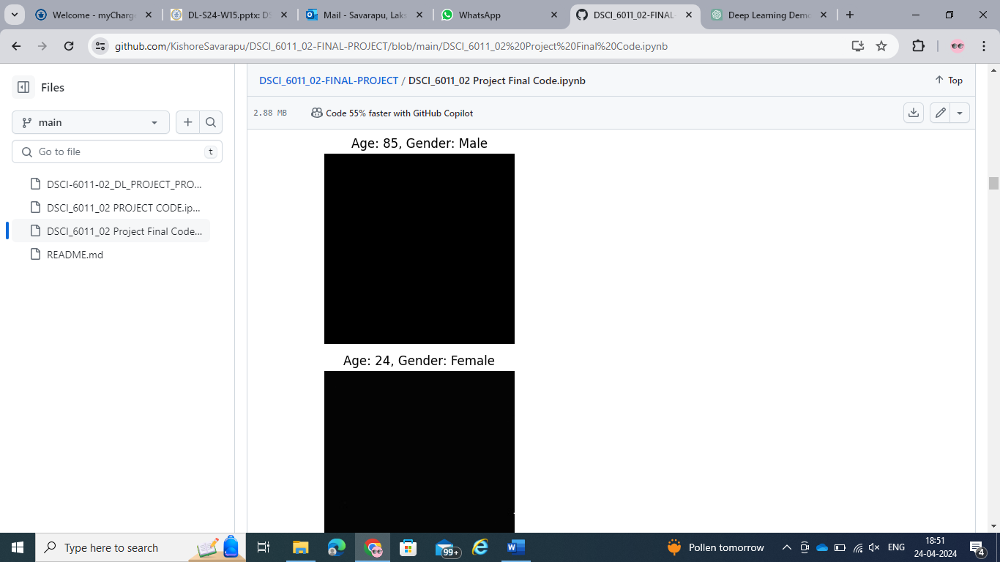 Welcome - myCharge
DL-S24-W15.pptx: DS
Mail - Savarapu, Laks
WhatsApp
DSCI_6011_02-FINAL-
Deep Learning Demo
github.com/KishoreSavarapu/DSCI_6011_02-FINAL-PROJECT/blob/main/DSCI_6011_02%20Project%20Final%20Code.ipynb
Files
DSCI_6011_02-FINAL-PROJECT / DSCI_6011_02 Project Final Code.ipynb
Top
main
2.88 MB
Code 55% faster with GitHub Copilot
Go to file
t
DSCI-6011-02_DL_PROJECT_PRO...
DSCI_6011_02 PROJECT CODE.ip...
DSCI_6011_02 Project Final Code...
README.md
Age: 85, Gender: Male
Age: 24, Gender: Female
Type here to search
99+
W
Pollen tomorrow
ENG
18:51
24-04-2024
4